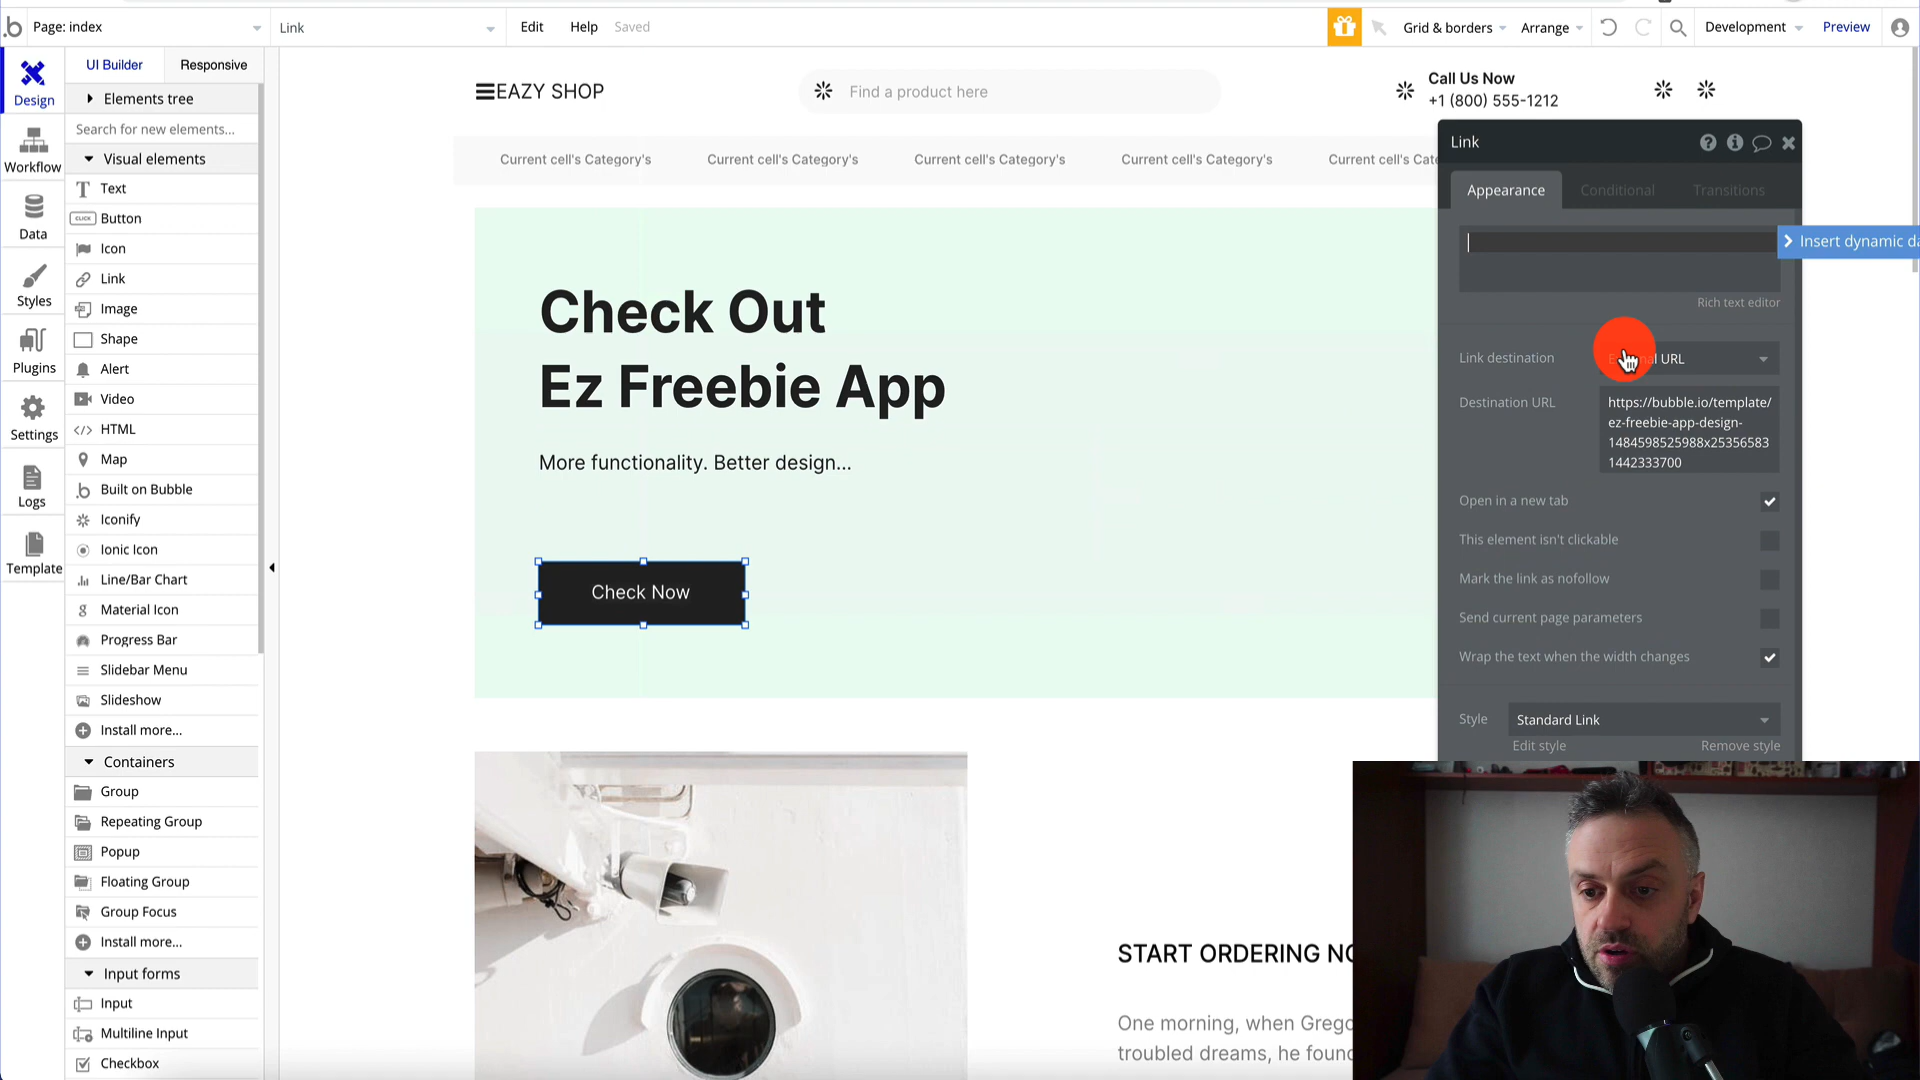 Page: index
Link
Edit
Help
Saved
Grid & borders
Arrange
Development
Preview
Design
Workflow
Data
Styles
Plugins
Settings
Logs
Template
UI Builder
Responsive
Elements tree
Search for new elements...
Visual elements
Text
CLICK
Button
Icon
Link
Image
Shape
Alert
Video
HTML
Map
Built on Bubble
Iconify
Ionic Icon
Line/Bar Chart
Material Icon
Progress Bar
Slidebar Menu
Slideshow
Install more...
Containers
Group
Repeating Group
Popup
Floating Group
Group Focus
Install more...
Input forms
Input
Multiline Input
Checkbox
EAZY SHOP
Find a product here
Call Us Now
+1 (800) 555-1212
Current cell's Category's
Current cell's Category's
Current cell's Category's
Current cell's Category's
Current cell's Cate
Check Out
Ez Freebie App
More functionality. Better design...
Check Now
START ORDERING NO
One morning, when Grego
troubled dreams, he found
Link
Appearance
Conditional
Transitions
Insert dynamic da
Rich text editor
Link destination
URL
Destination URL
https://bubble.io/template/
ez-freebie-app-design-
1484598525988x25356583
1442333700
Open in a new tab
This element isn't clickable
Mark the link as nofollow
Send current page parameters
Wrap the text when the width changes
Style
Standard Link
Edit style
Remove style